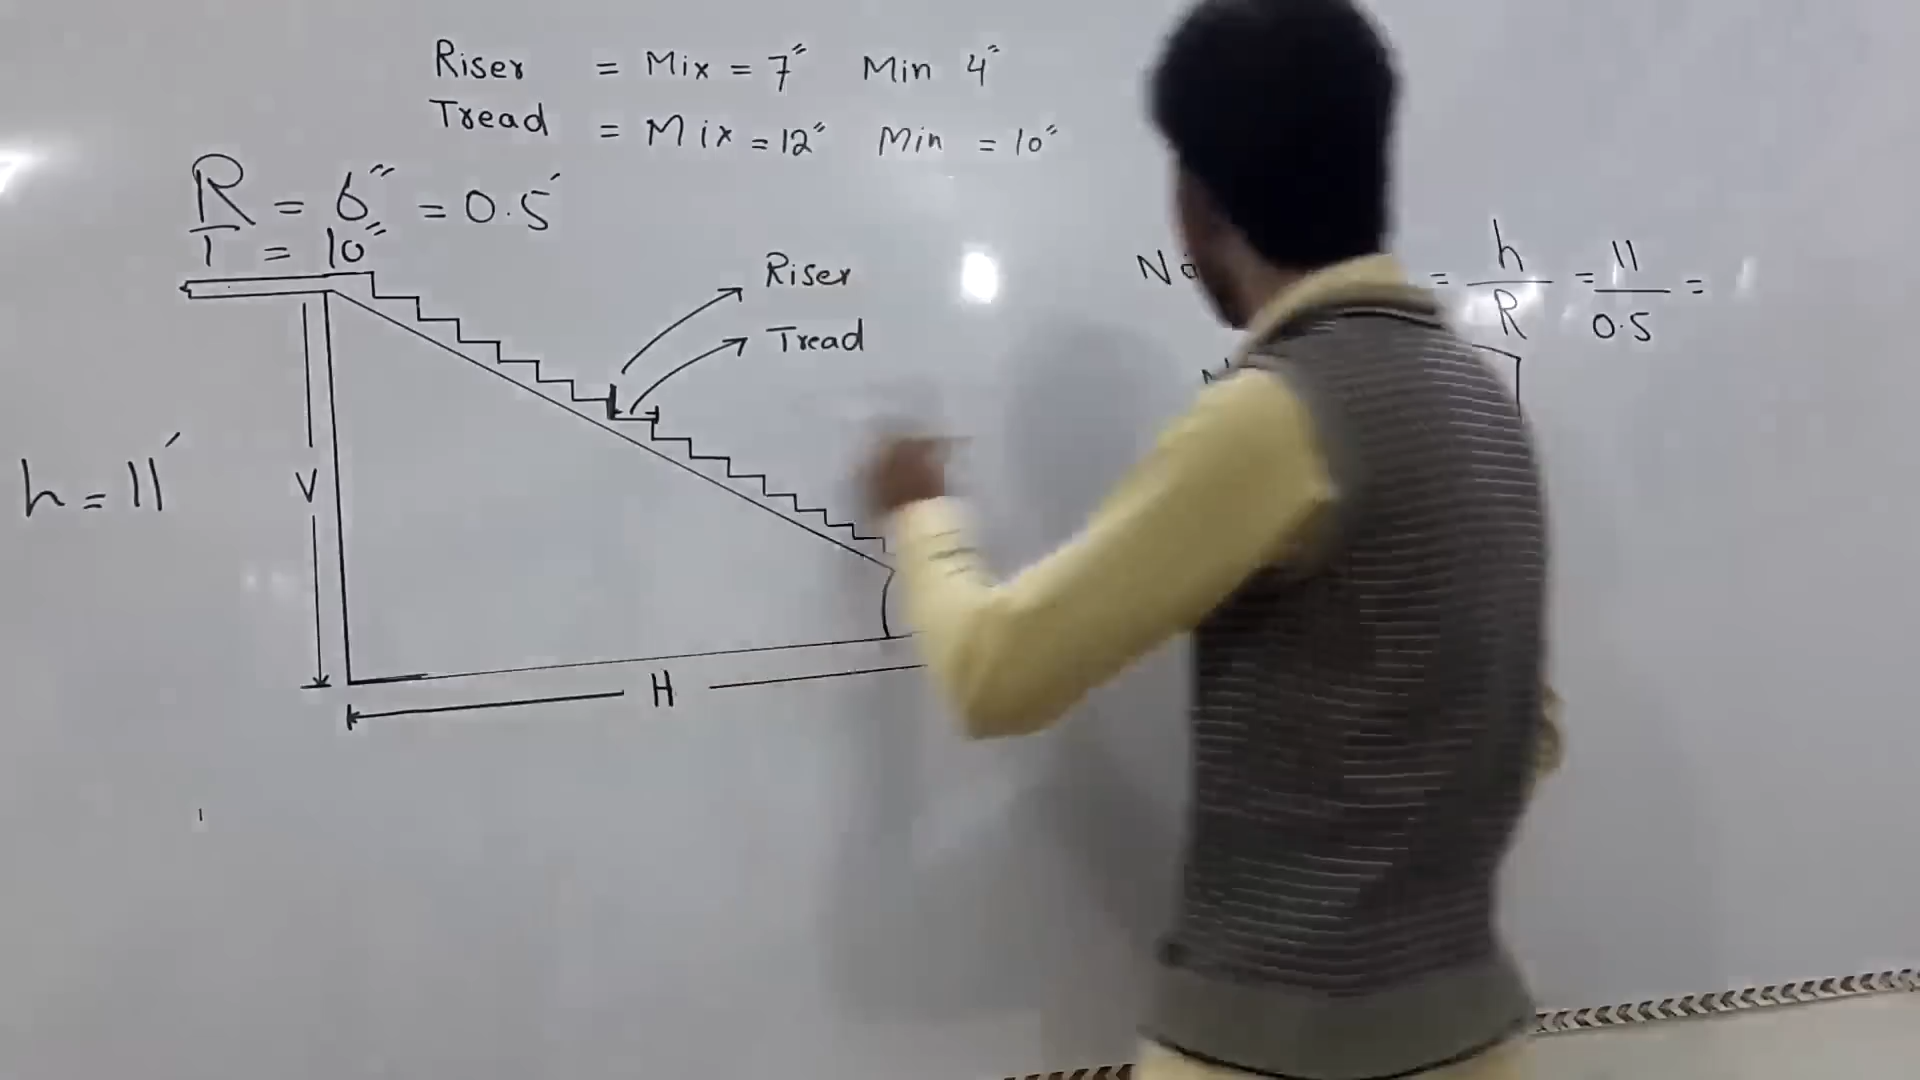 Riser = Mix = 7" Min 4"
Tread = Mix = 12" Min = 10"
R = 6" = 0.5'
T = 10"
Riser
Tread
= h/R = 11/0.5 =
h = 11'
V
H